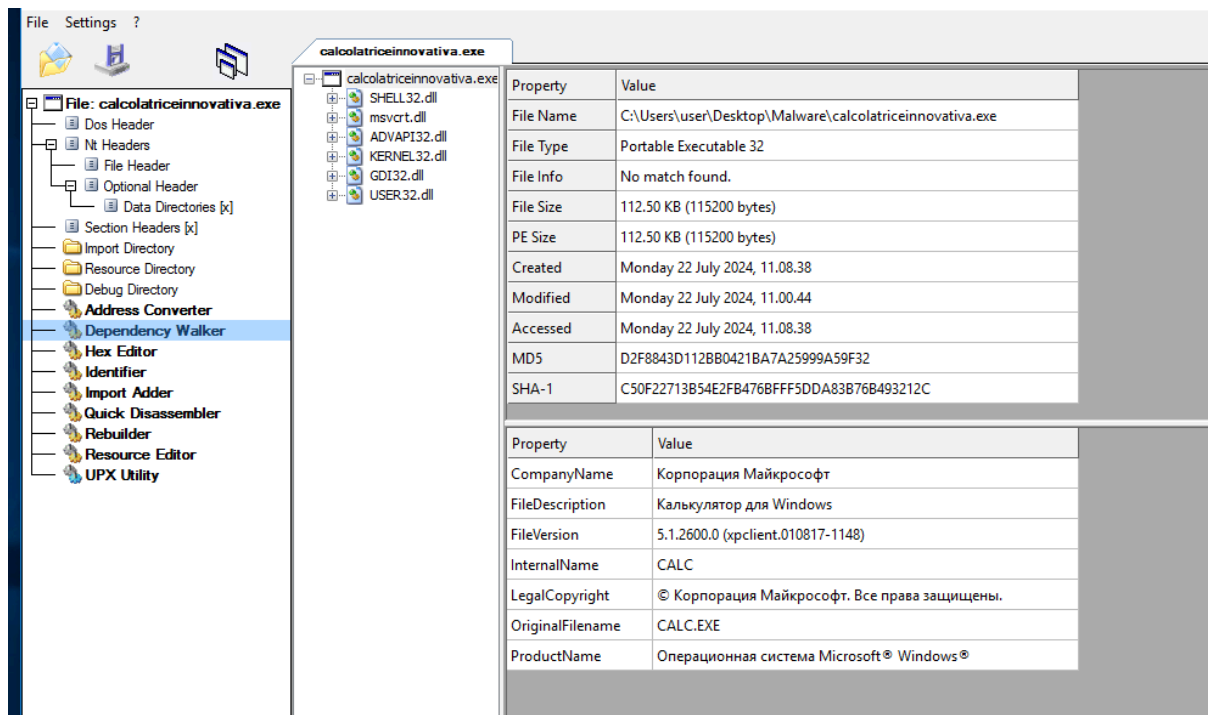 File Settings ?
calcolatriceinnovativa.exe
File: calcolatriceinnovativa.exe
Dos Header
Nt Headers
File Header
Optional Header
Data Directories [x]
Section Headers [x]
Import Directory
Resource Directory
Debug Directory
Address Converter
Dependency Walker
Hex Editor
Identifier
Import Adder
Quick Disassembler
Rebuilder
Resource Editor
UPX Utility
calcolatriceinnovativa.exe
SHELL32.dll
msvcrt.dll
ADVAPI32.dll
KERNEL32.dll
GDI32.dll
USER32.dll
Property Value
File Name C:\Users\user\Desktop\Malware\calcolatriceinnovativa.exe
File Type Portable Executable 32
File Info No match found.
File Size 112.50 KB (115200 bytes)
PE Size 112.50 KB (115200 bytes)
Created Monday 22 July 2024, 11.08.38
Modified Monday 22 July 2024, 11.00.44
Accessed Monday 22 July 2024, 11.08.38
MD5 D2F8843D112BB0421BA7A25999A59F32
SHA-1 C50F22713B54E2FB476BFFF5DDA83B76B493212C
Property Value
CompanyName Корпорация Майкрософт
FileDescription Калькулятор для Windows
FileVersion 5.1.2600.0 (xpclient.010817-1148)
InternalName CALC
LegalCopyright © Корпорация Майкрософт. Все права защищены.
OriginalFilename CALC.EXE
ProductName Операционная система Microsoft® Windows®